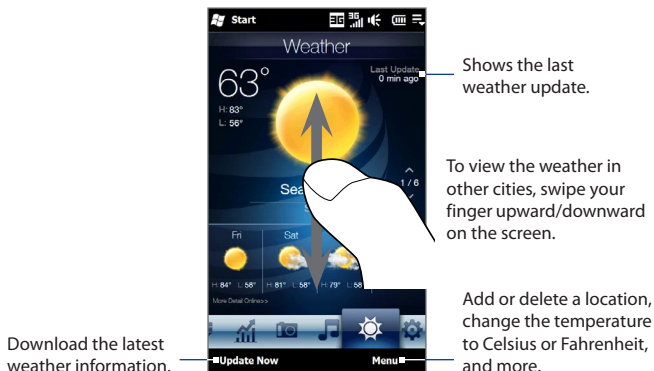 Start
Weather
63°
H: 83°
L: 56°
Last Update
0 min ago
Shows the last
weather update.
To view the weather in
other cities, swipe your
finger upward/downward
on the screen.
1 / 6
Fri
Sat
H: 84° L: 58°
H: 81° L: 58°
H: 79° L: 58
More Detail Online>>
Update Now
Menu
Download the latest
weather information.
Add or delete a location,
change the temperature
to Celsius or Fahrenheit,
and more.